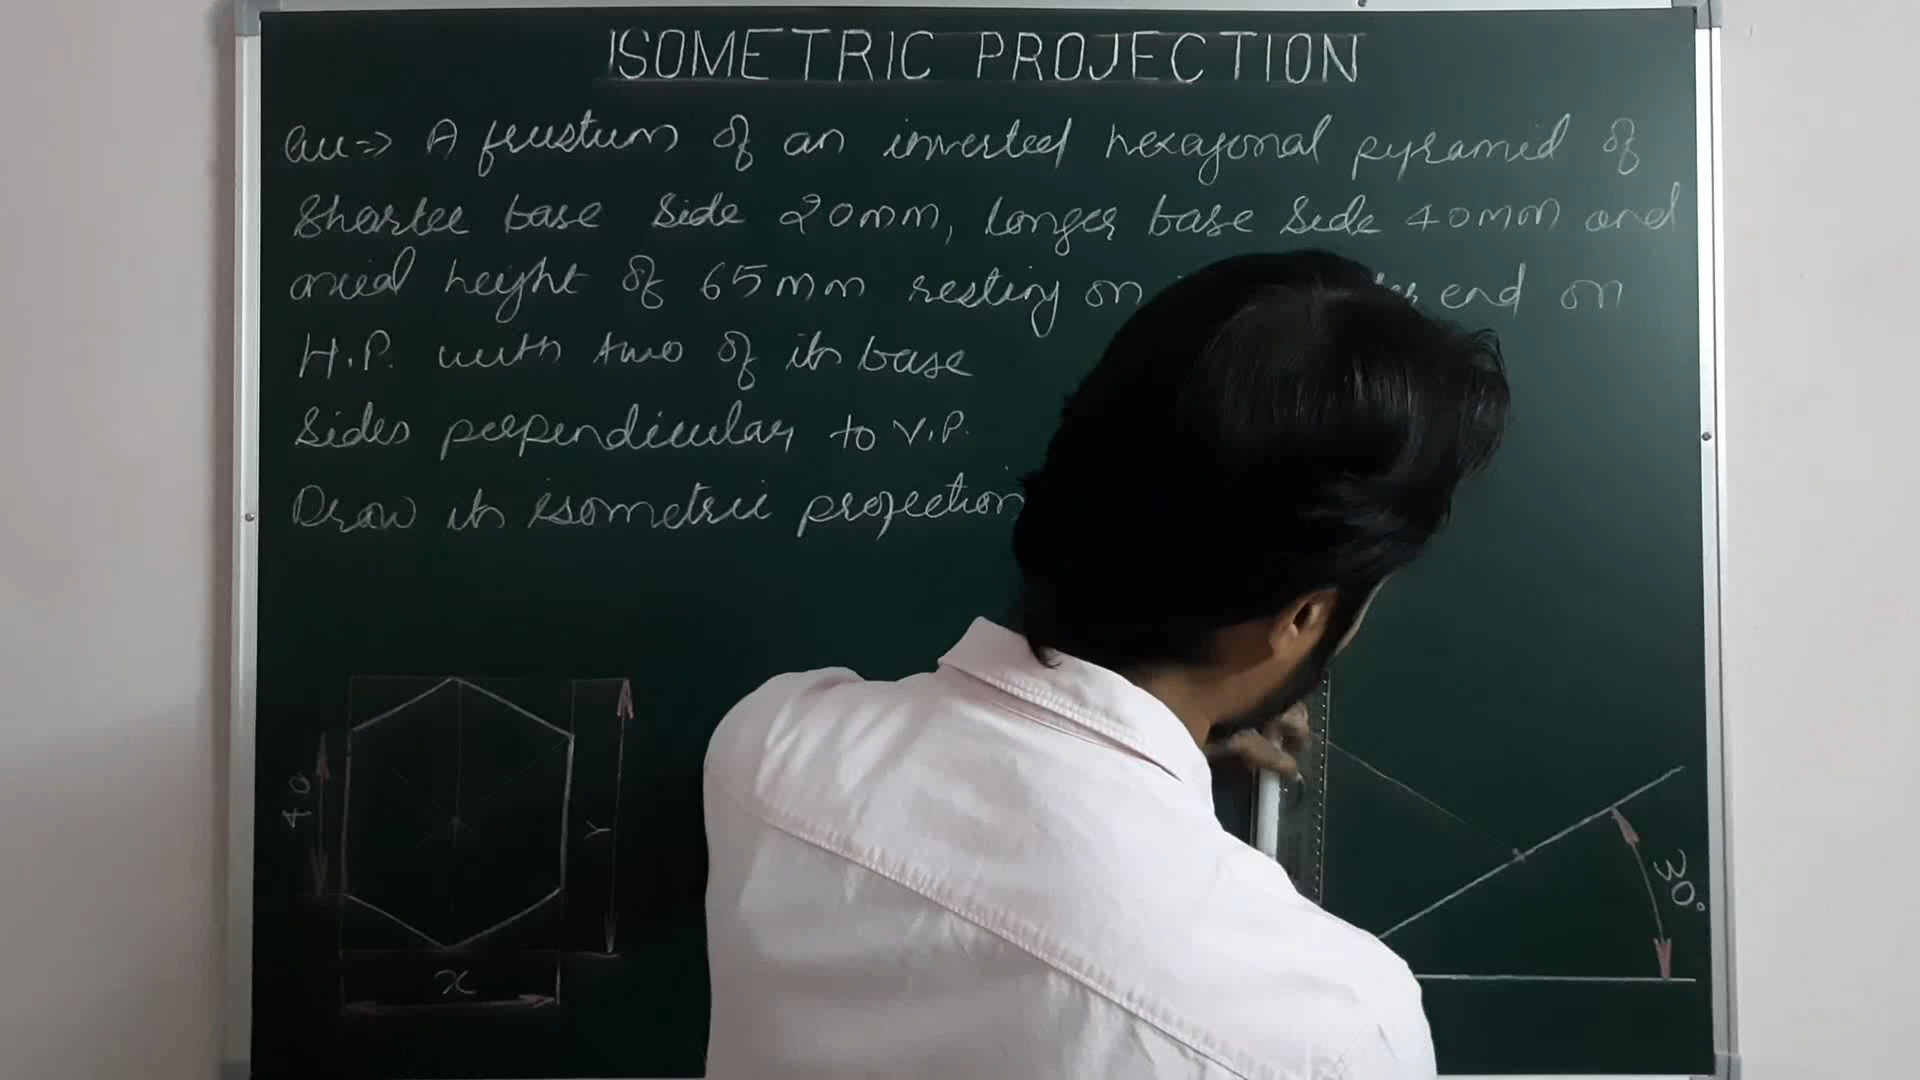 ISOMETRIC PROJECTION
Qu=> A frustum of an inverted hexagonal pyramid of
Shorter base side 20mm, longer base side 40mm and
axial height of 65mm resting on end on
H.P. with two of its base
Sides perpendicular to V.P.
Draw its isometric projection
40
Y
x
30°